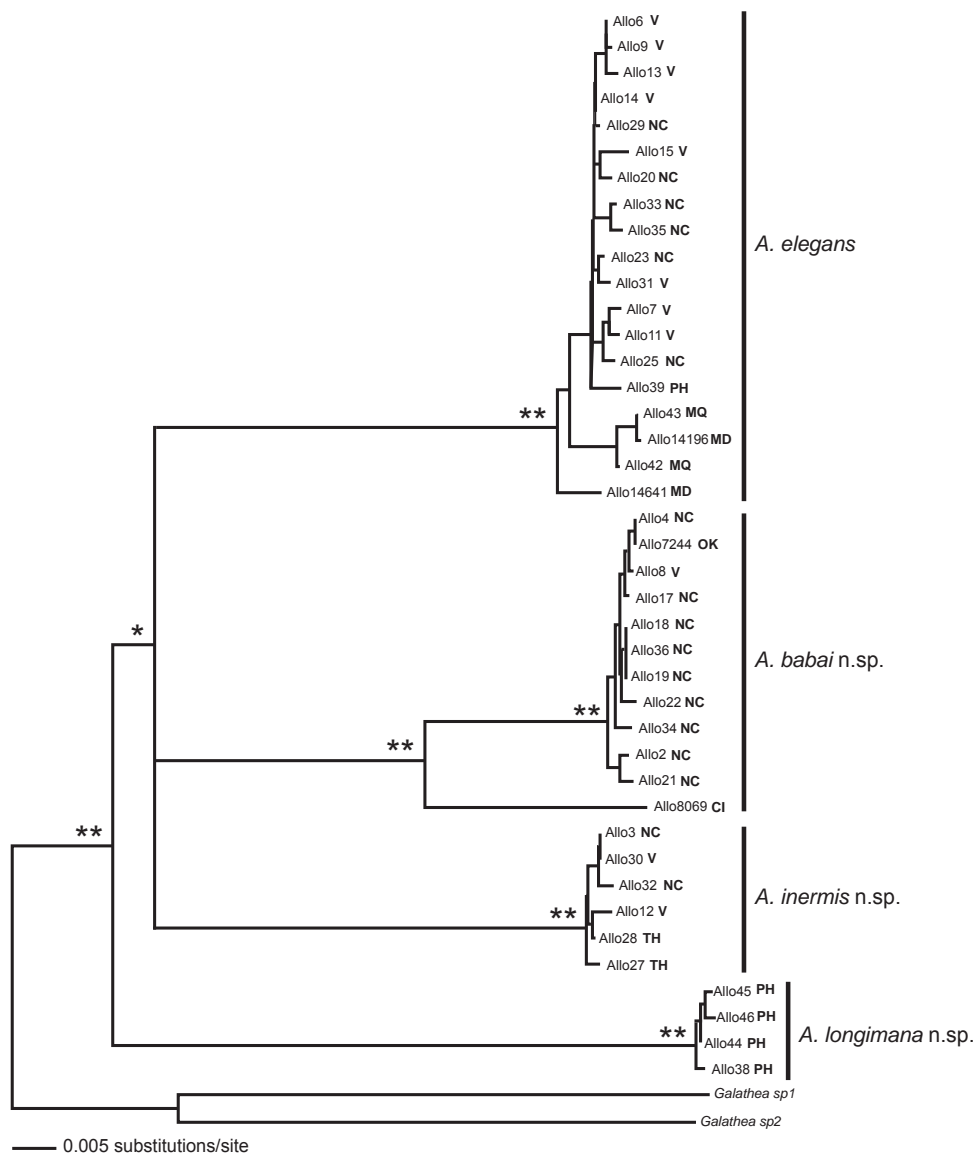 Allo6 V
Allo9 V
Allo13 V
Allo14 V
Allo29 NC
Allo15 V
Allo20 NC
Allo33 NC
Allo35 NC
A. elegans
Allo23 NC
Allo31 V
Allo7 V
Allo11 V
Allo25 NC
Allo39 PH
**
Allo43 MQ
Allo14196 MD
Allo42 MQ
Allo14641 MD
Allo4 NC
Allo7244 OK
Allo8 V
Allo17 NC
*
Allo18 NC
Allo36 NC
A. babai n.sp.
Allo19 NC
Allo22 NC
**
Allo34 NC
**
Allo2 NC
Allo21 NC
Allo8069 CI
**
Allo3 NC
Allo30 V
Allo32 NC
A. inermis n.sp.
**
Allo12 V
Allo28 TH
Allo27 TH
Allo45 PH
Allo46 PH
**
Allo44 PH
A. longimana n.sp.
Allo38 PH
Galathea sp1
Galathea sp2
0.005 substitutions/site